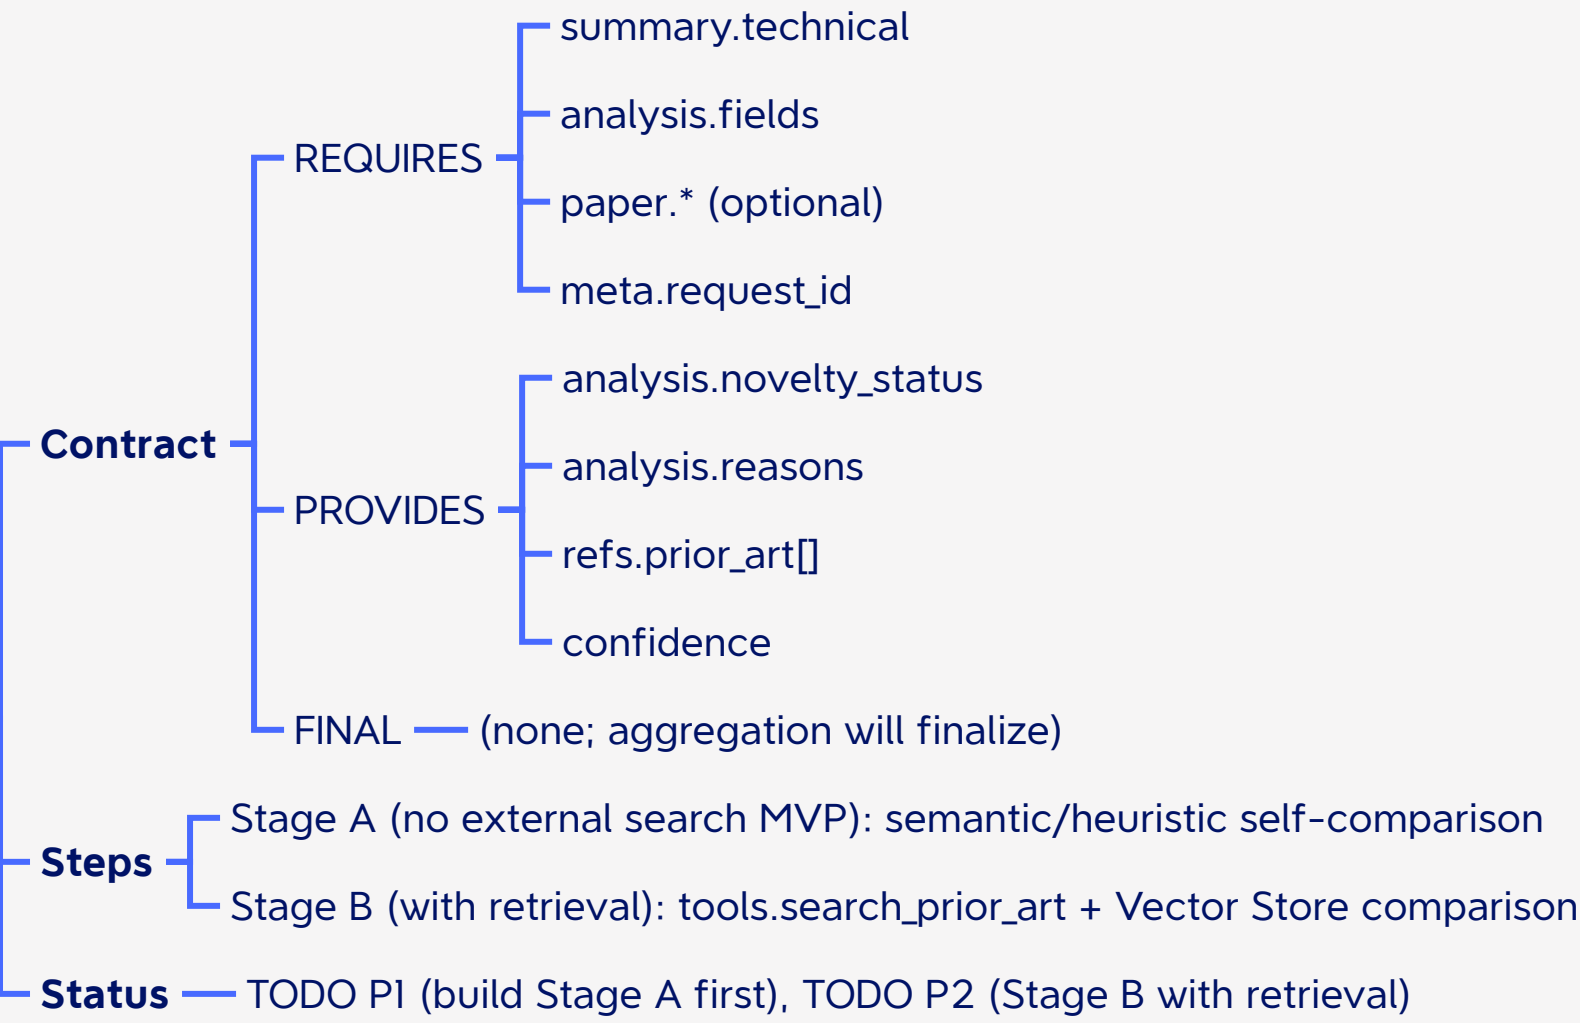 summary.technical
analysis.fields
REQUIRES
paper.* (optional)
meta.request_id
analysis.novelty_status
Contract
analysis.reasons
PROVIDES
refs.prior_art[]
confidence
FINAL (none; aggregation will finalize)
Stage A (no external search MVP): semantic/heuristic self-comparison
Steps
Stage B (with retrieval): tools.search_prior_art + Vector Store comparison
Status TODO P1 (build Stage A first), TODO P2 (Stage B with retrieval)